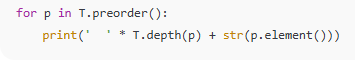 for p in T.preorder():
    print('  ' * T.depth(p) + str(p.element()))